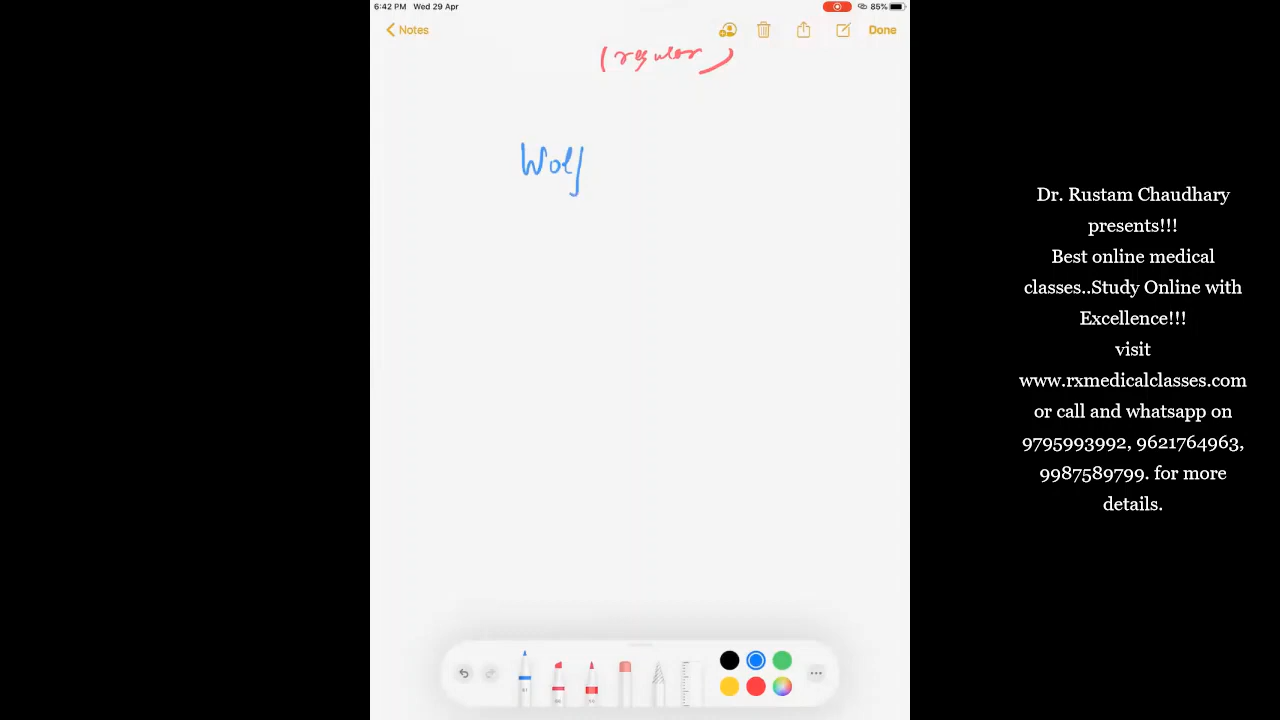 6:42 PM Wed 29 Apr
85%
Notes
Done
(regular)
Wolf
Dr. Rustam Chaudhary
presents!!!
Best online medical
classes..Study Online with
Excellence!!!
visit
www.rxmedicalclasses.com
or call and whatsapp on
9795993992, 9621764963,
9987589799. for more
details.